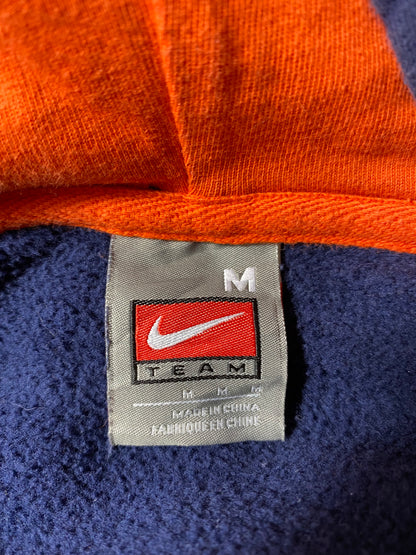 M
TEAM
M M M
MADE IN CHINA
FABRIQUE EN CHINE